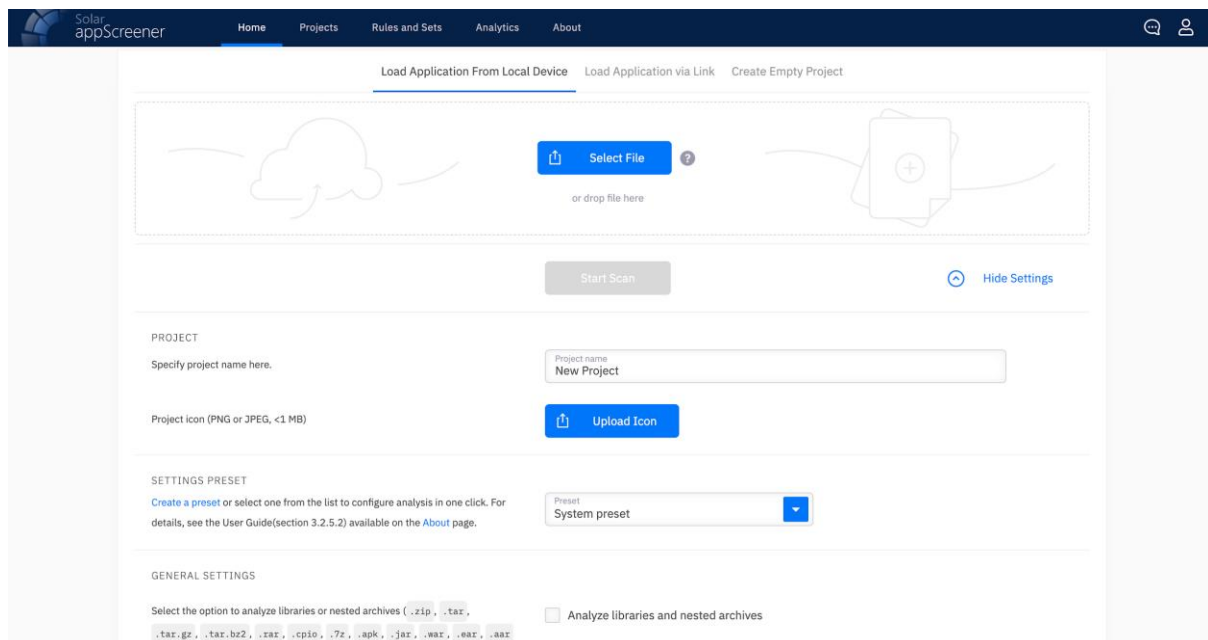 Solar
appScreener
Home Projects Rules and Sets Analytics About
Load Application From Local Device Load Application via Link Create Empty Project
Select File ?
or drop file here
Start Scan
Hide Settings
PROJECT
Specify project name here.
Project name
New Project
Project icon (PNG or JPEG, <1 MB)
Upload Icon
SETTINGS PRESET
Create a preset or select one from the list to configure analysis in one click. For
details, see the User Guide(section 3.2.5.2) available on the About page.
Preset
System preset
GENERAL SETTINGS
Select the option to analyze libraries or nested archives ( .zip , .tar ,
.tar.gz , .tar.bz2 , .rar , .cpio , .7z , .apk , .jar , .war , .ear , .aar
Analyze libraries and nested archives